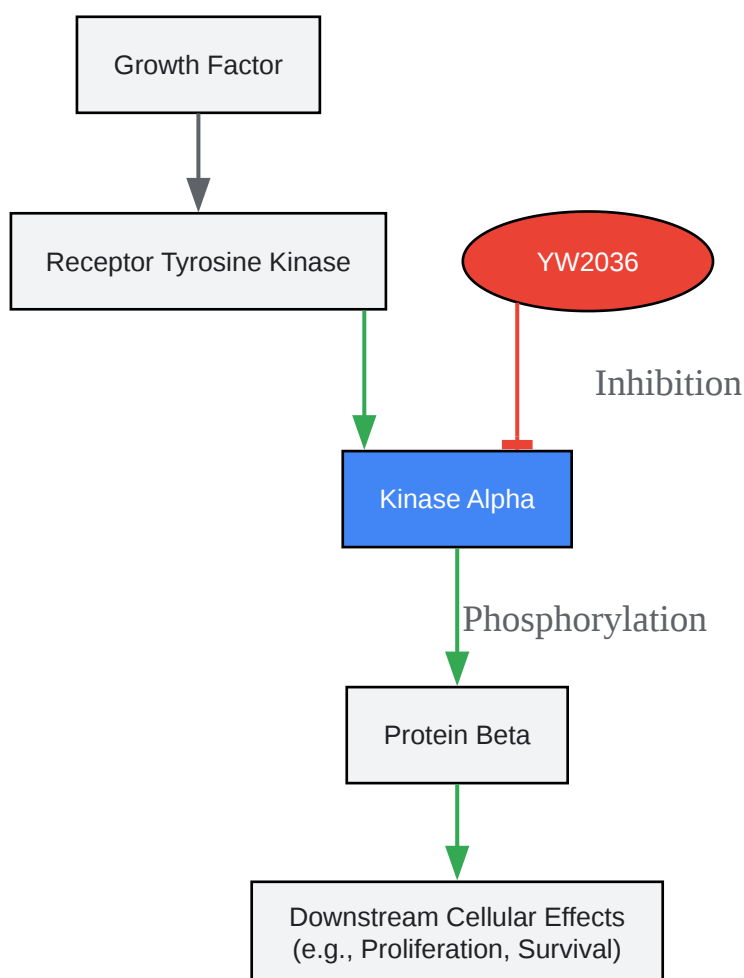 Growth Factor
Receptor Tyrosine Kinase
YW2036
Inhibition
Kinase Alpha
Phosphorylation
Protein Beta
Downstream Cellular Effects
(e.g., Proliferation, Survival)